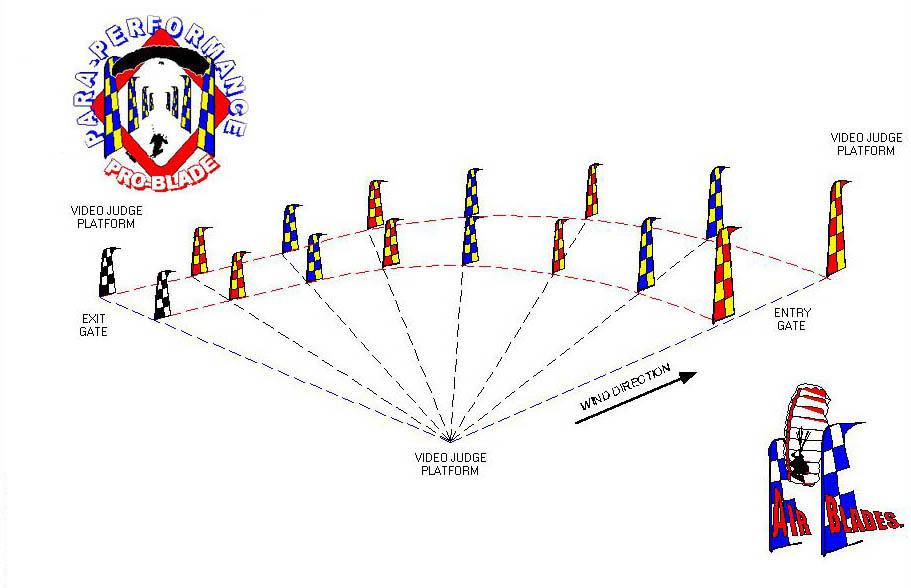 PARA-PERFORMANCE
PRO-BLADE
VIDEO JUDGE
PLATFORM
VIDEO JUDGE
PLATFORM
EXIT
GATE
ENTRY
GATE
WIND DIRECTION
VIDEO JUDGE
PLATFORM
AIR BLADES.